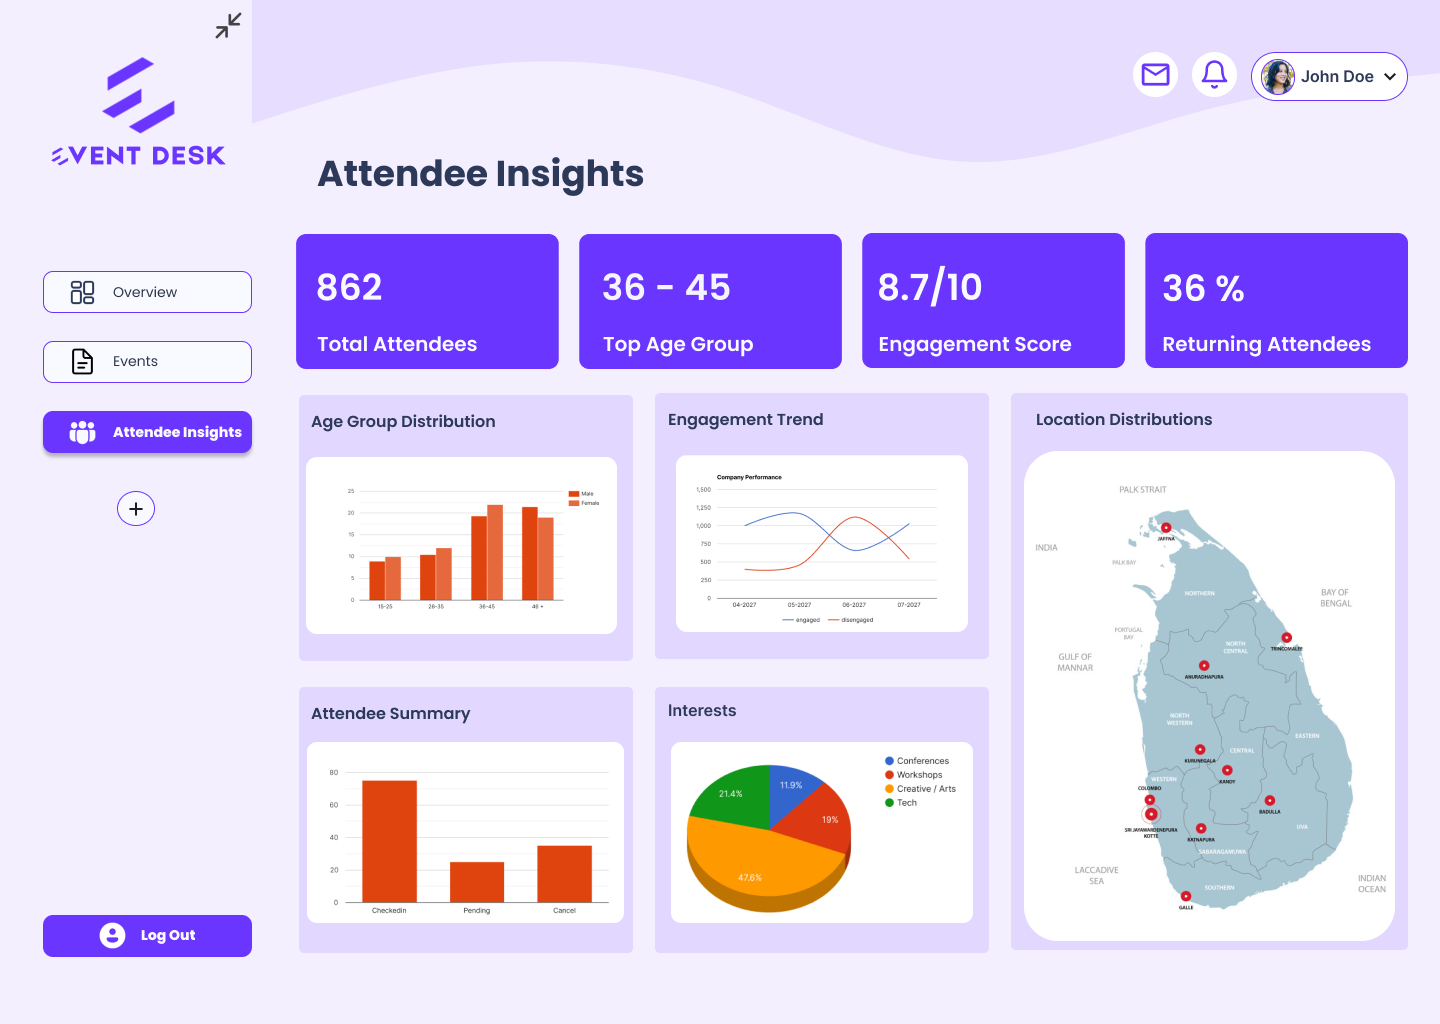 EVENT DESK
John Doe
Attendee Insights
Overview
Events
Attendee Insights
Log Out
862
Total Attendees
36 - 45
Top Age Group
8.7/10
Engagement Score
36 %
Returning Attendees
Age Group Distribution
25
20
15
10
5
0
15-25
26-35
36-45
46 +
Male
Female
Engagement Trend
Company Performance
1,500
1,250
1,000
750
500
250
0
04-2027
05-2027
06-2027
07-2027
engaged
disengaged
Location Distributions
PALK STRAIT
JAFFNA
INDIA
PALK BAY
NORTHERN
BAY OF
BENGAL
PORTUGAL
BAY
NORTH
CENTRAL
TRINCOMALEE
GULF OF
MANNAR
ANURADHAPURA
NORTH
WESTERN
EASTERN
CENTRAL
KURUNEGALA
WESTERN
KANDY
COLOMBO
BADULLA
SRI JAYAWARDENEPURA
KOTTE
UVA
RATNAPURA
SABARAGAMUWA
LACCADIVE
SEA
INDIAN
OCEAN
SOUTHERN
GALLE
Attendee Summary
80
60
40
20
0
Checkedin
Pending
Cancel
Interests
11.9%
19%
47.6%
21.4%
Conferences
Workshops
Creative / Arts
Tech